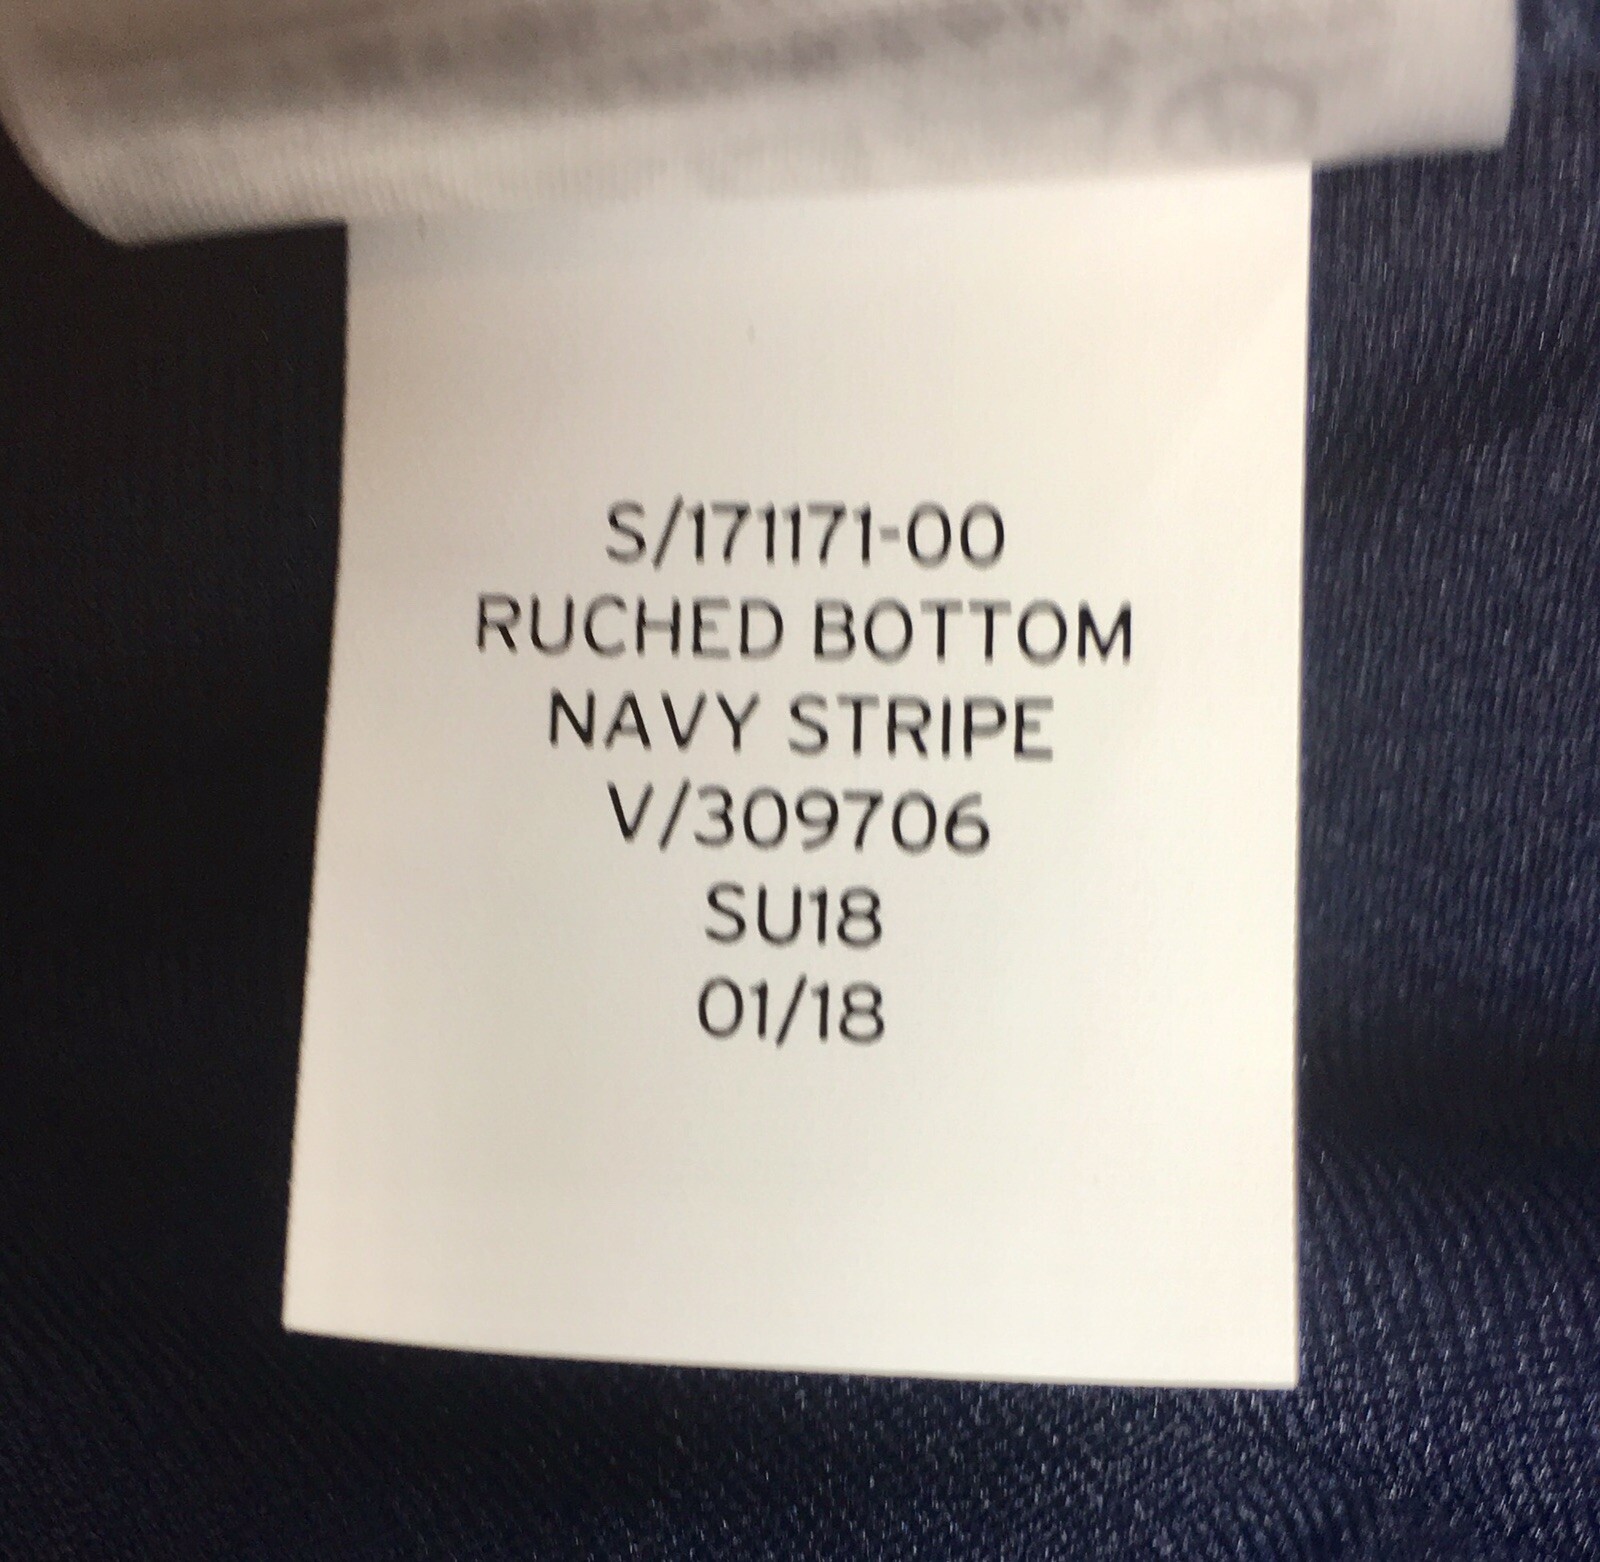 S/171171-00
RUCHED BOTTOM
NAVY STRIPE
V/309706
SU18
01/18